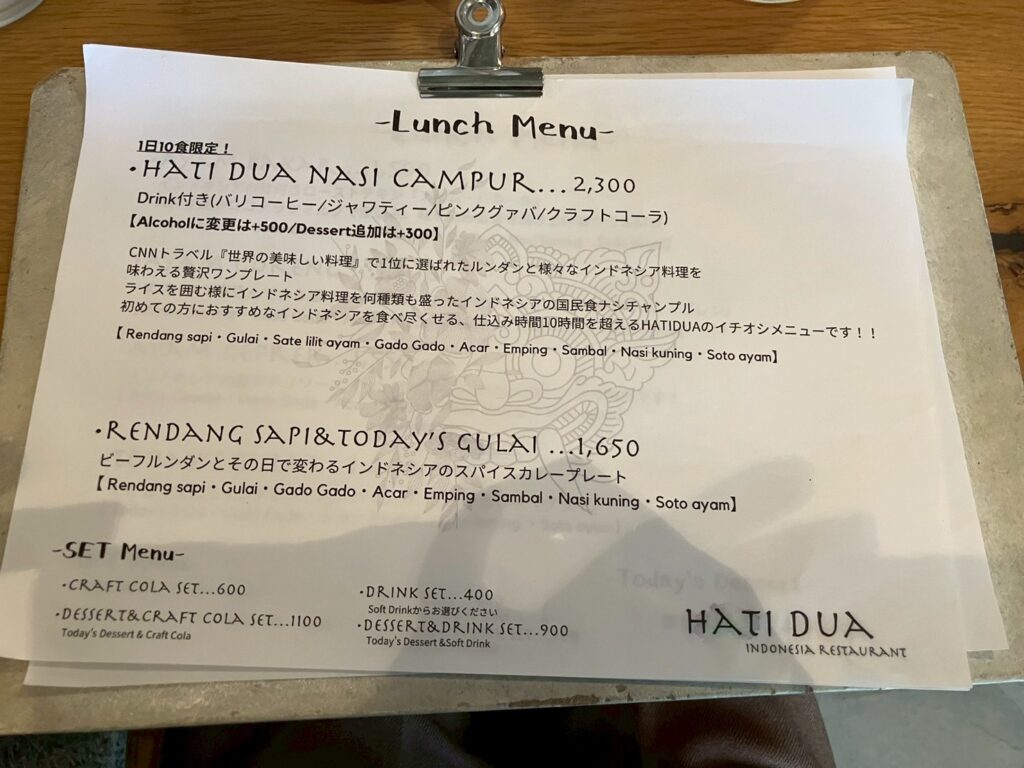 -Lunch Menu-
1日10食限定！
・HATI DUA NASI CAMPUR...2,300
Drink付き(バリコーヒー/ジャワティー/ピンクグァバ/クラフトコーラ)
【Alcoholに変更は+500/Dessert追加は+300】
CNNトラベル『世界の美味しい料理』で1位に選ばれたルンダンと様々なインドネシア料理を
味わえる贅沢ワンプレート
ライスを囲む様にインドネシア料理を何種類も盛ったインドネシアの国民食ナシチャンプル
初めての方におすすめなインドネシアを食べ尽くせる、仕込み時間10時間を超えるHATIDUAのイチオシメニューです！！
【 Rendang sapi・Gulai・Sate lilit ayam・Gado Gado・Acar・Emping・Sambal・Nasi kuning・Soto ayam】
・RENDANG SAPI&TODAY'S GULAI ...1,650
ビーフルンダンとその日で変わるインドネシアのスパイスカレープレート
【 Rendang sapi・Gulai・Gado Gado・Acar・Emping・Sambal・Nasi kuning・Soto ayam】
-SET Menu-
・CRAFT COLA SET...600
・DESSERT&CRAFT COLA SET...1100
Today's Dessert & Craft Cola
・DRINK SET...400
Soft Drinkからお選びください
・DESSERT&DRINK SET...900
Today's Dessert &Soft Drink
HATI DUA
INDONESIA RESTAURANT